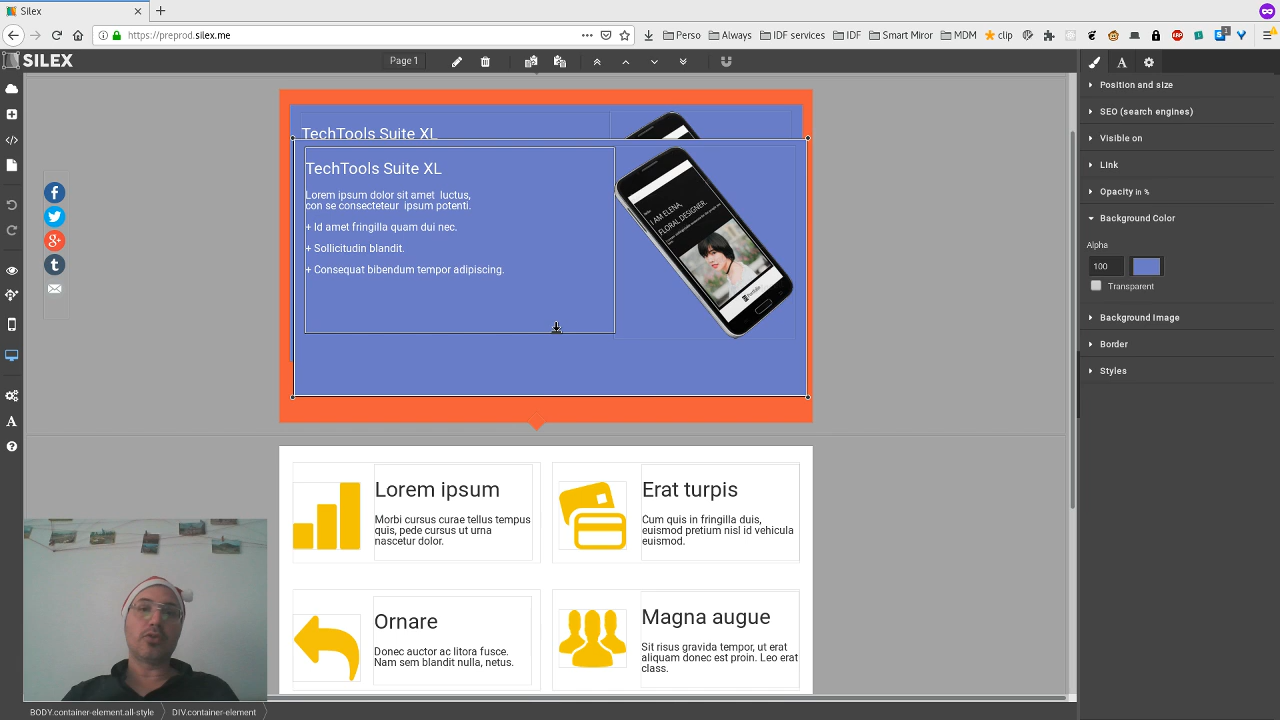 Silex
https://preprod.silex.me
Perso
Always
IDF services
IDF
Smart Miror
MDM
clip
SILEX
Page 1
TechTools Suite XL
TechTools Suite XL
Lorem ipsum dolor sit amet  luctus,
con se consecteteur  ipsum potenti.
+ Id amet fringilla quam dui nec.
+ Sollicitudin blandit.
+ Consequat bibendum tempor adipiscing.
I AM ELENA,
FLORAL DESIGNER.
Lorem ipsum
Morbi cursus curae tellus tempus
quis, pede cursus ut urna
nascetur dolor.
Erat turpis
Cum quis in fringilla duis,
euismod pretium nisl id vehicula
euismod.
Ornare
Donec auctor ac litora fusce.
Nam sem blandit nulla, netus.
Magna augue
Sit risus gravida tempor, ut erat
aliquam donec est proin. Leo erat
class.
Position and size
SEO (search engines)
Visible on
Link
Opacity in %
Background Color
Alpha
100
Transparent
Background Image
Border
Styles
BODY.container-element.all-style
DIV.container-element